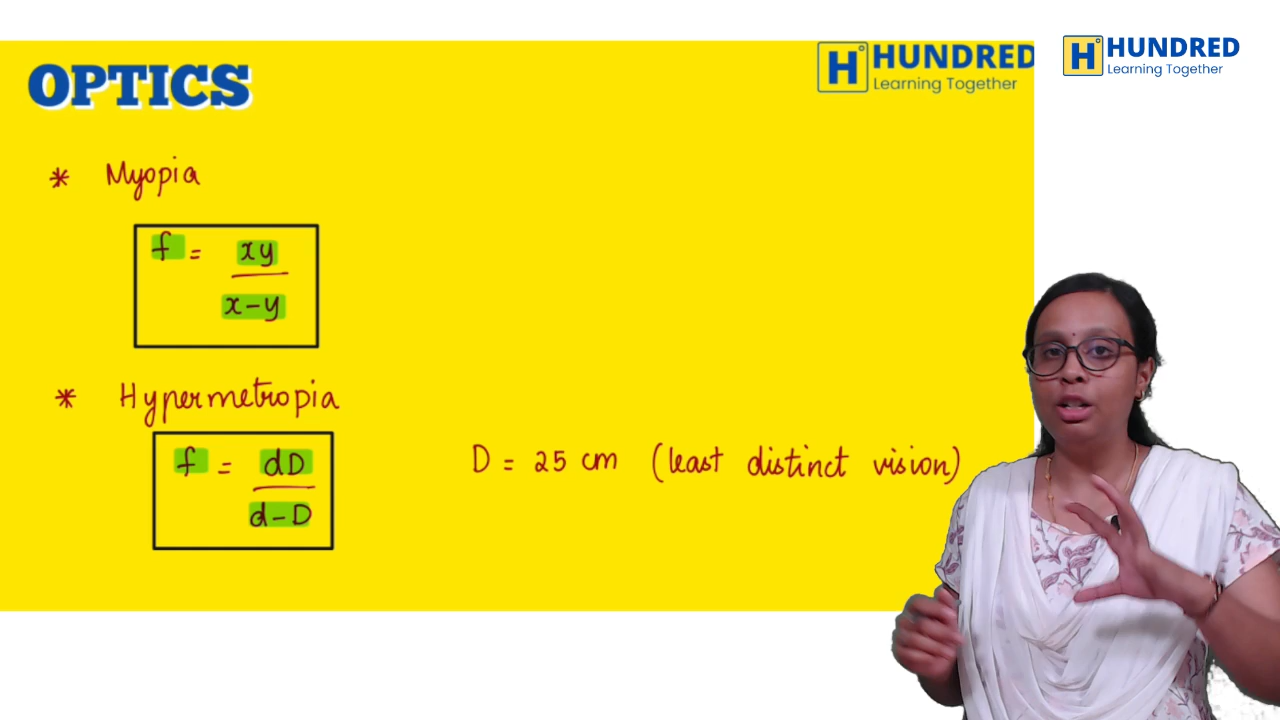 OPTICS
HUNDRED
Learning Together
HUNDRED
Learning Together
* Myopia
f = xy
x-y
* Hypermetropia
f = dD
d-D
D = 25 cm (least distinct vision)